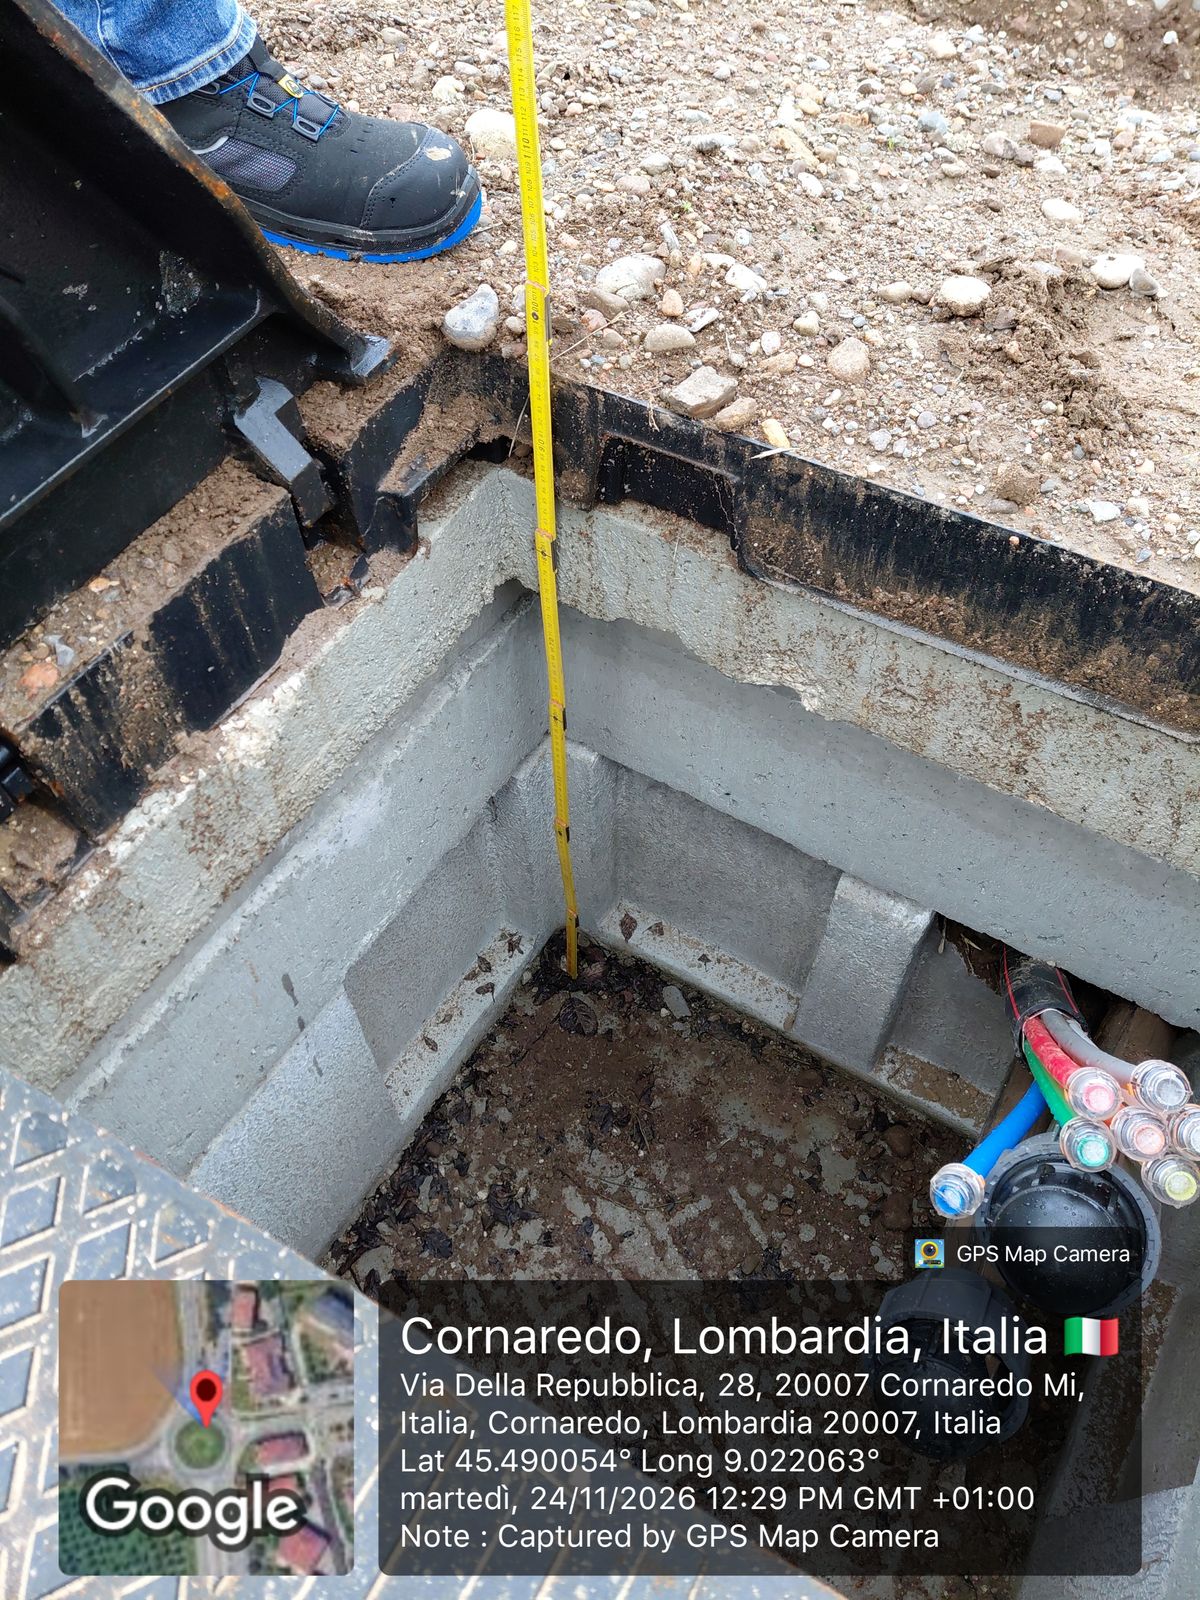 GPS Map Camera
Cornaredo, Lombardia, Italia
Via Della Repubblica, 28, 20007 Cornaredo Mi,
Italia, Cornaredo, Lombardia 20007, Italia
Lat 45.490054° Long 9.022063°
martedì, 24/11/2026 12:29 PM GMT +01:00
Note : Captured by GPS Map Camera
Google